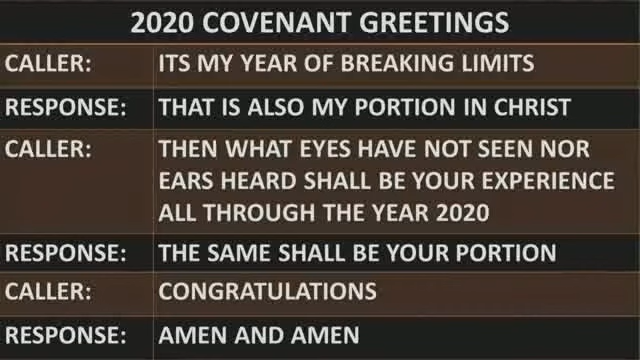 2020 COVENANT GREETINGS
CALLER: ITS MY YEAR OF BREAKING LIMITS
RESPONSE: THAT IS ALSO MY PORTION IN CHRIST
CALLER: THEN WHAT EYES HAVE NOT SEEN NOR
EARS HEARD SHALL BE YOUR EXPERIENCE
ALL THROUGH THE YEAR 2020
RESPONSE: THE SAME SHALL BE YOUR PORTION
CALLER: CONGRATULATIONS
RESPONSE: AMEN AND AMEN